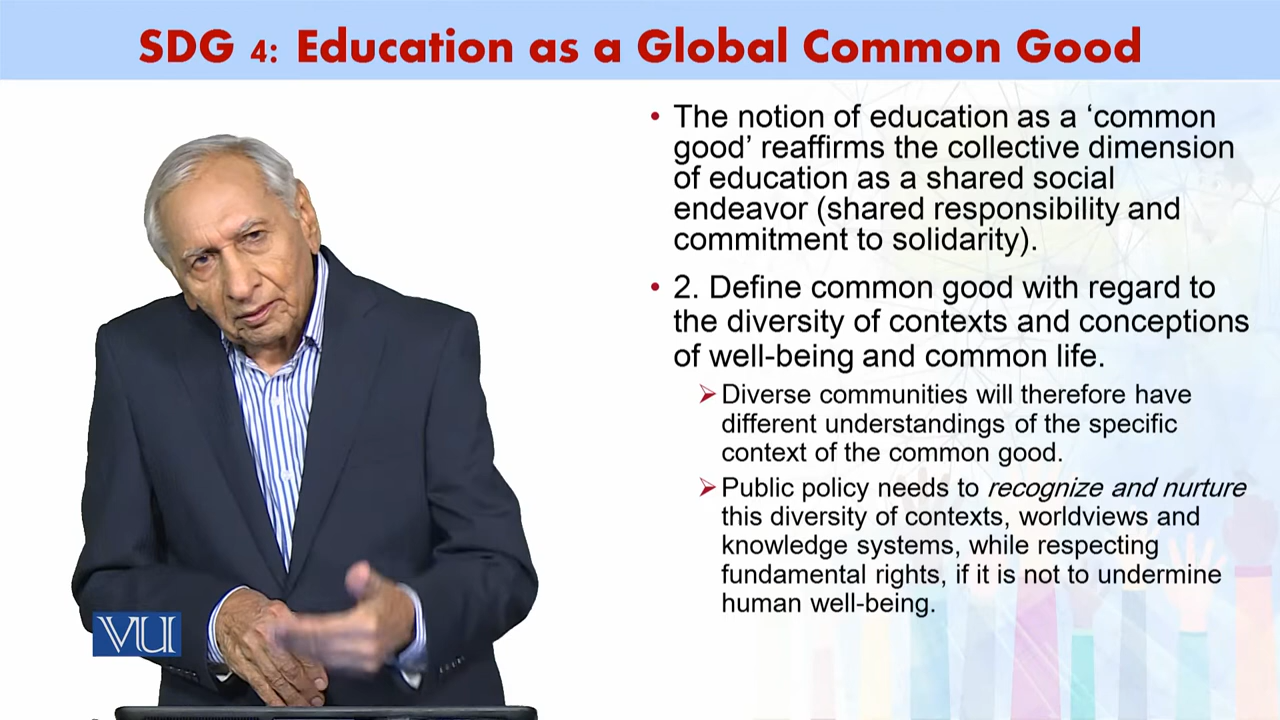 SDG 4: Education as a Global Common Good
• The notion of education as a ‘common
good’ reaffirms the collective dimension
of education as a shared social
endeavor (shared responsibility and
commitment to solidarity).
• 2. Define common good with regard to
the diversity of contexts and conceptions
of well-being and common life.
➢ Diverse communities will therefore have
different understandings of the specific
context of the common good.
➢ Public policy needs to recognize and nurture
this diversity of contexts, worldviews and
knowledge systems, while respecting
fundamental rights, if it is not to undermine
human well-being.
VU